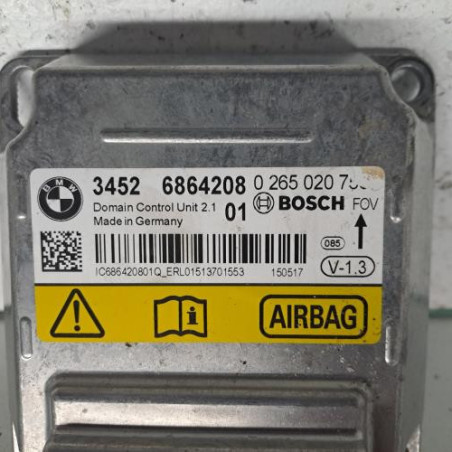 BMW
3452 6864208 0 265 020
Domain Control Unit 2.1 01 BOSCH FOV
Made in Germany
085
IC686420801Q_ERL01513701553 150517 V-1.3
i AIRBAG